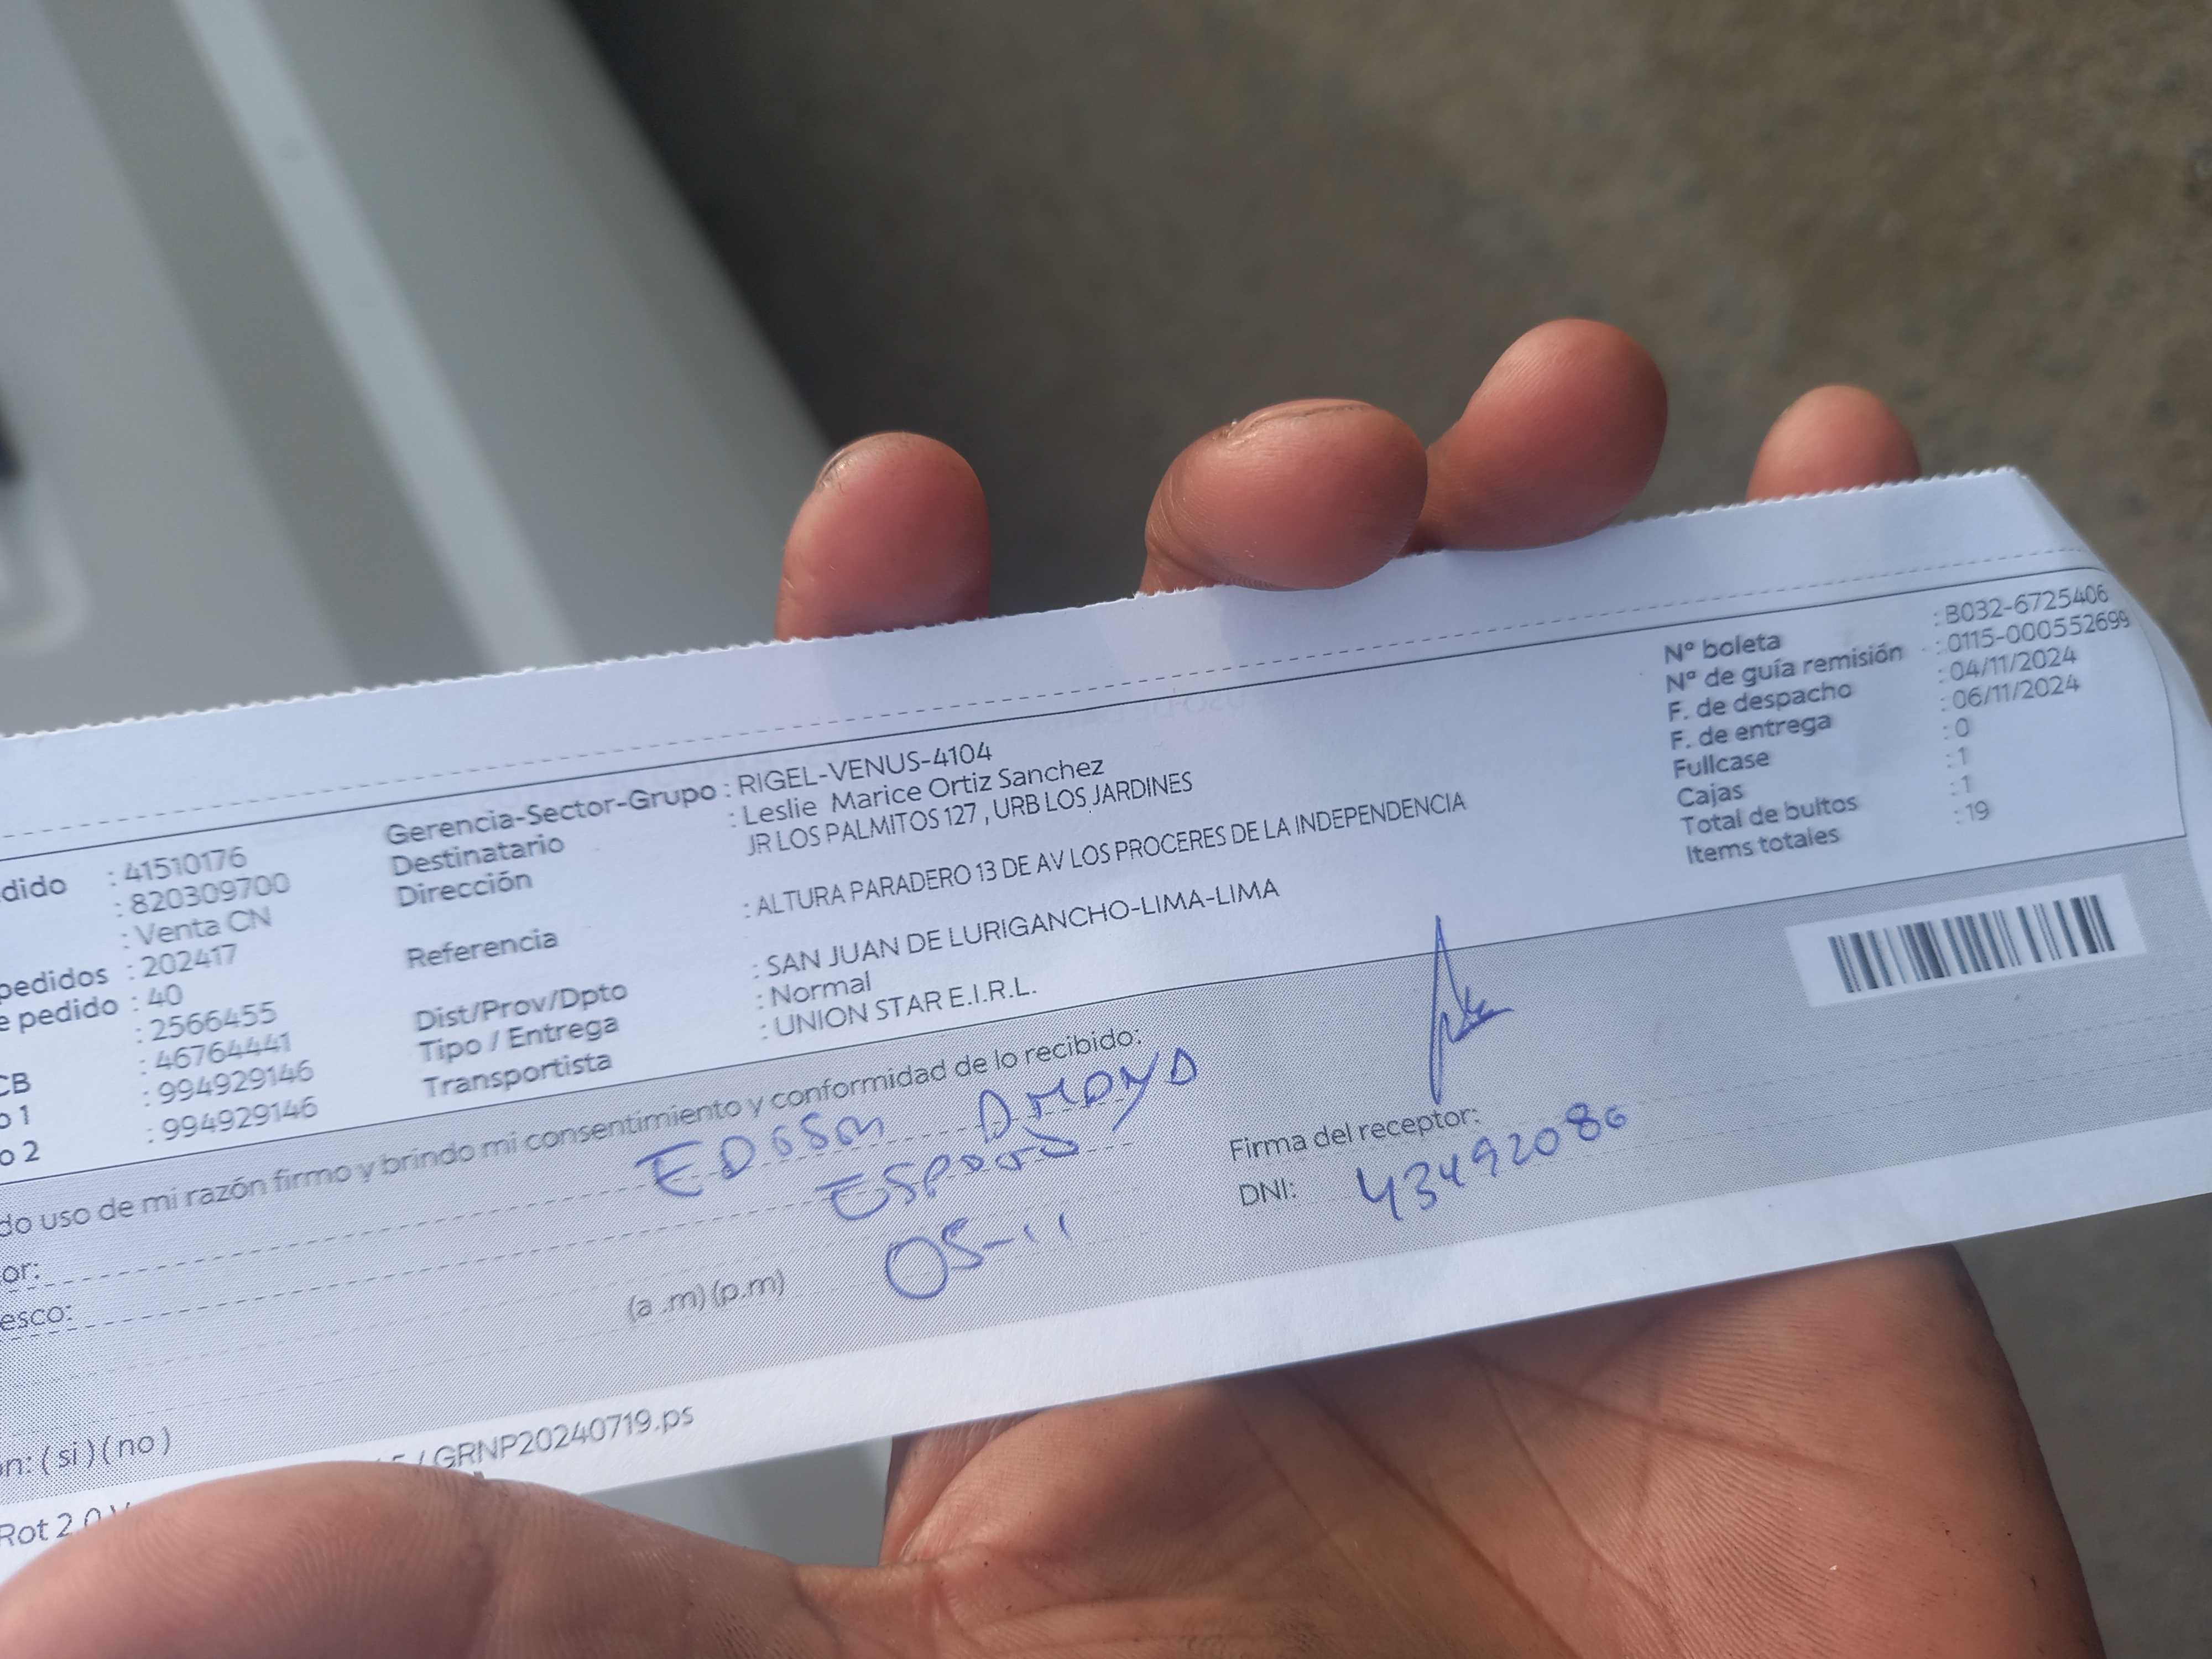 dido : 41510176
: 820309700
: Venta CN
pedidos : 202417
e pedido : 40
: 2566455
CB : 46764441
o 1 : 994929146
o 2 : 994929146
Gerencia-Sector-Grupo : RIGEL-VENUS-4104
Destinatario : Leslie Marice Ortiz Sanchez
Dirección JR LOS PALMITOS 127 , URB LOS JARDINES
Referencia : ALTURA PARADERO 13 DE AV LOS PROCERES DE LA INDEPENDENCIA
Dist/Prov/Dpto : SAN JUAN DE LURIGANCHO-LIMA-LIMA
Tipo / Entrega : Normal
Transportista : UNION STAR E.I.R.L.
Nº boleta : B032-6725406
Nº de guía remisión : 0115-000552699
F. de despacho : 04/11/2024
F. de entrega : 06/11/2024
Fullcase : 0
Cajas : 1
Total de bultos : 1
Items totales : 19
do uso de mi razón firmo y brindo mi consentimiento y conformidad de lo recibido:
or: EDGSON
esco: ESPOSO
(a .m) (p.m) 05-11
Firma del receptor:
DNI: 43492086
n: ( si ) ( no )
Rot 2.0 / GRNP20240719.ps